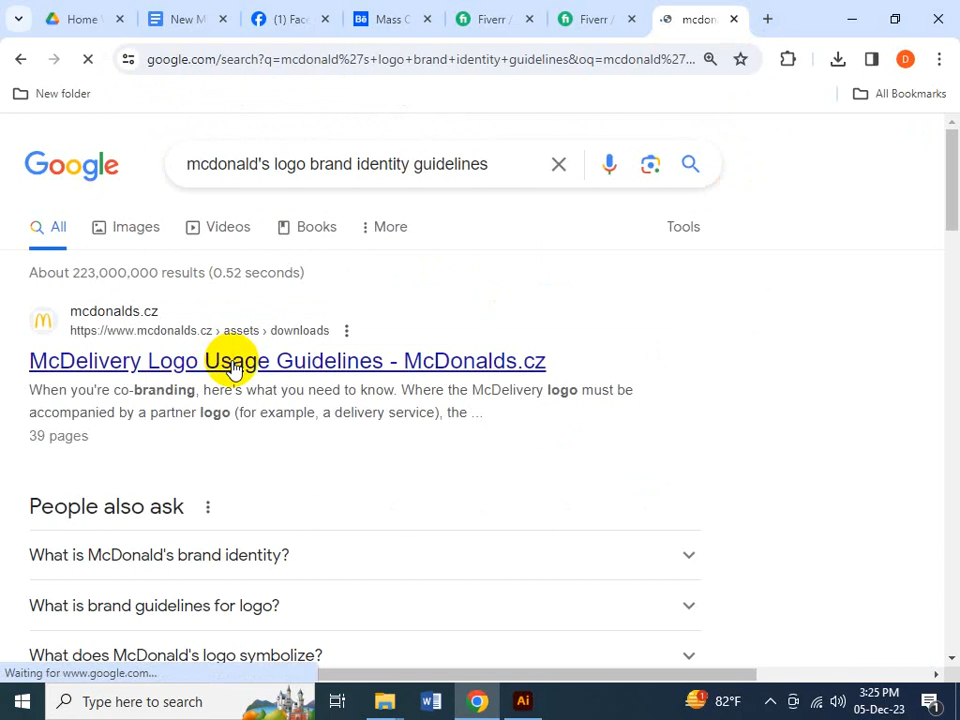 Home
New M
(1) Fac
Mass C
Fiverr /
Fiverr /
mcdon
google.com/search?q=mcdonald%27s+logo+brand+identity+guidelines&oq=mcdonald%27...
D
New folder
All Bookmarks
Google
mcdonald's logo brand identity guidelines
All
Images
Videos
Books
More
Tools
About 223,000,000 results (0.52 seconds)
mcdonalds.cz
https://www.mcdonalds.cz › assets › downloads
McDelivery Logo Usage Guidelines - McDonalds.cz
When you're co-branding, here's what you need to know. Where the McDelivery logo must be
accompanied by a partner logo (for example, a delivery service), the ...
39 pages
People also ask
What is McDonald's brand identity?
What is brand guidelines for logo?
What does McDonald's logo symbolize?
Waiting for www.google.com...
Type here to search
Ai
82°F
3:25 PM
05-Dec-23
1